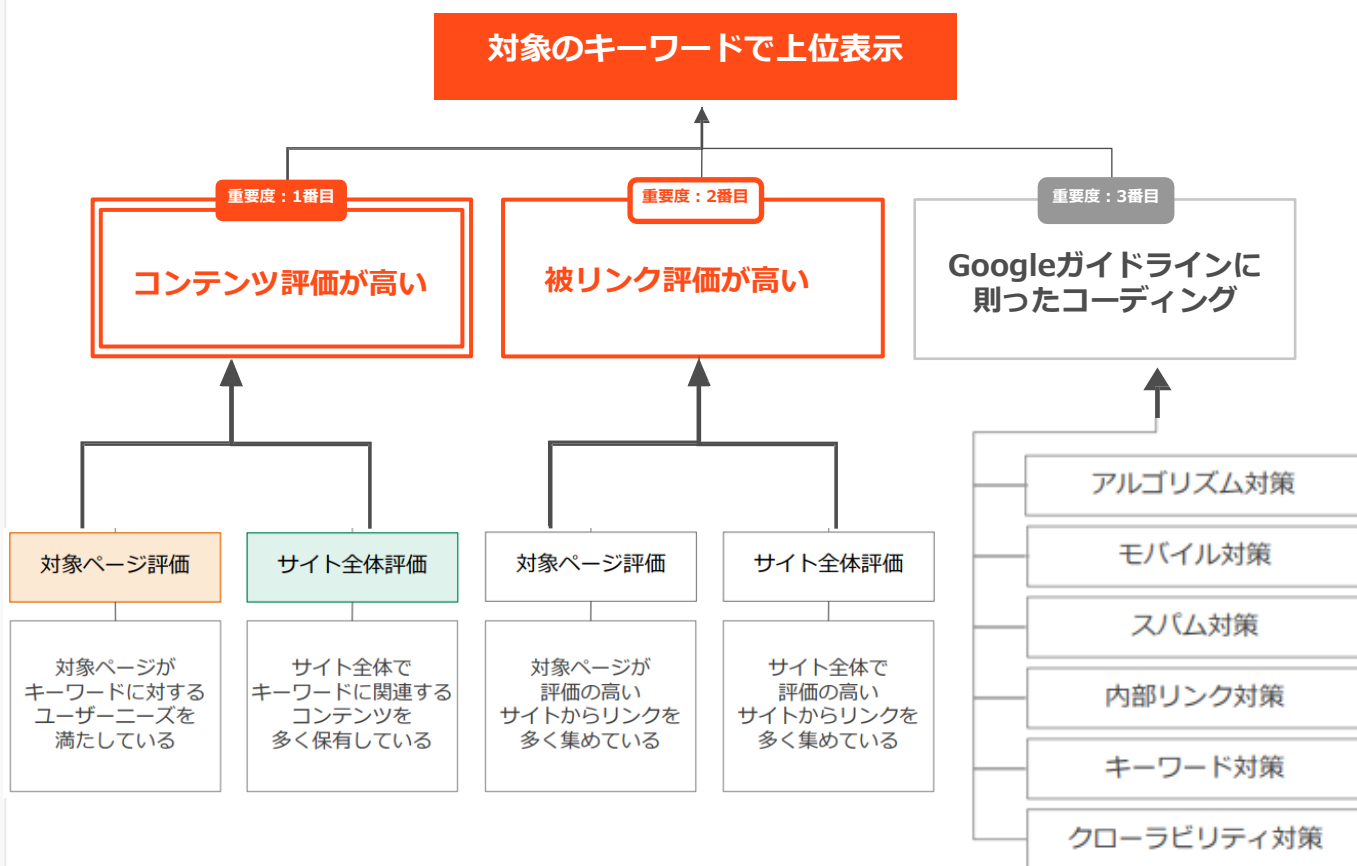 対象のキーワードで上位表示
重要度：1番目
コンテンツ評価が高い
重要度：2番目
被リンク評価が高い
重要度：3番目
Googleガイドラインに
則ったコーディング
対象ページ評価
対象ページが
キーワードに対する
ユーザーニーズを
満たしている
サイト全体評価
サイト全体で
キーワードに関連する
コンテンツを
多く保有している
対象ページ評価
対象ページが
評価の高い
サイトからリンクを
多く集めている
サイト全体評価
サイト全体で
評価の高い
サイトからリンクを
多く集めている
アルゴリズム対策
モバイル対策
スパム対策
内部リンク対策
キーワード対策
クローラビリティ対策